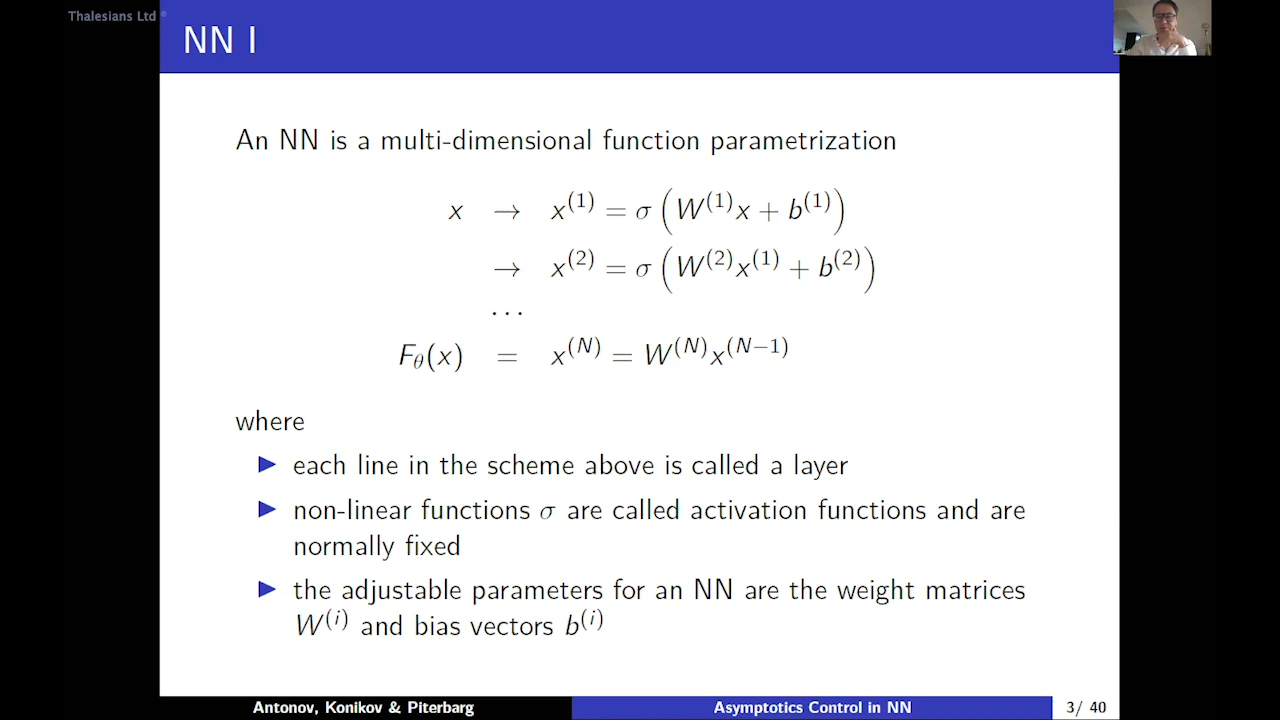 Thalesians Ltd
NN I
An NN is a multi-dimensional function parametrization
x → x^(1) = σ (W^(1)x + b^(1))
→ x^(2) = σ (W^(2)x^(1) + b^(2))
...
F_θ(x) = x^(N) = W^(N)x^(N−1)
where
▶ each line in the scheme above is called a layer
▶ non-linear functions σ are called activation functions and are
normally fixed
▶ the adjustable parameters for an NN are the weight matrices
W^(i) and bias vectors b^(i)
Antonov, Konikov & Piterbarg Asymptotics Control in NN 3/ 40